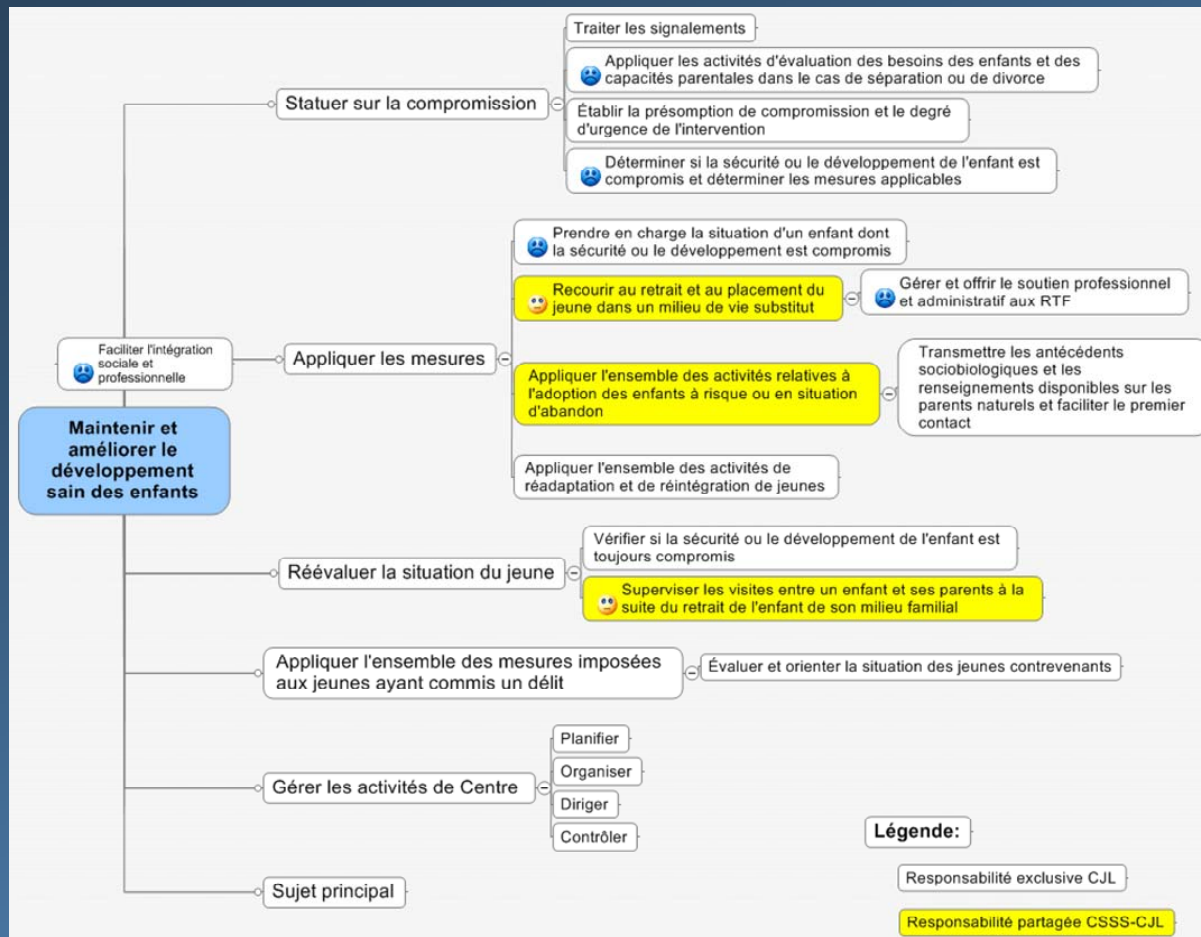 Traiter les signalements
Appliquer les activités d'évaluation des besoins des enfants et des
capacités parentales dans le cas de séparation ou de divorce
Statuer sur la compromission
Établir la présomption de compromission et le degré
d'urgence de l'intervention
Déterminer si la sécurité ou le développement de l'enfant est
compromis et déterminer les mesures applicables
Prendre en charge la situation d'un enfant dont
la sécurité ou le développement est compromis
Recourir au retrait et au placement du
jeune dans un milieu de vie substitut
Gérer et offrir le soutien professionnel
et administratif aux RTF
Faciliter l'intégration
sociale et
professionnelle
Appliquer les mesures
Appliquer l'ensemble des activités relatives à
l'adoption des enfants à risque ou en situation
d'abandon
Transmettre les antécédents
sociobiologiques et les
renseignements disponibles sur les
parents naturels et faciliter le premier
contact
Maintenir et
améliorer le
développement
sain des enfants
Appliquer l'ensemble des activités de
réadaptation et de réintégration de jeunes
Réévaluer la situation du jeune
Vérifier si la sécurité ou le développement de l'enfant est
toujours compromis
Superviser les visites entre un enfant et ses parents à la
suite du retrait de l'enfant de son milieu familial
Appliquer l'ensemble des mesures imposées
aux jeunes ayant commis un délit
Évaluer et orienter la situation des jeunes contrevenants
Gérer les activités de Centre
Planifier
Organiser
Diriger
Contrôler
Sujet principal
Légende:
Responsabilité exclusive CJL
Responsabilité partagée CSSS-CJL